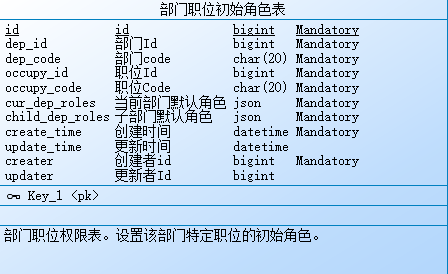 部门职位初始角色表
id id bigint Mandatory
dep_id 部门Id bigint Mandatory
dep_code 部门code char(20) Mandatory
occupy_id 职位Id bigint Mandatory
occupy_code 职位Code char(20) Mandatory
cur_dep_roles 当前部门默认角色 json Mandatory
child_dep_roles 子部门默认角色 json Mandatory
create_time 创建时间 datetime Mandatory
update_time 更新时间 datetime
creater 创建者id bigint Mandatory
updater 更新者Id bigint
Key_1 <pk>
部门职位权限表。设置该部门特定职位的初始角色。